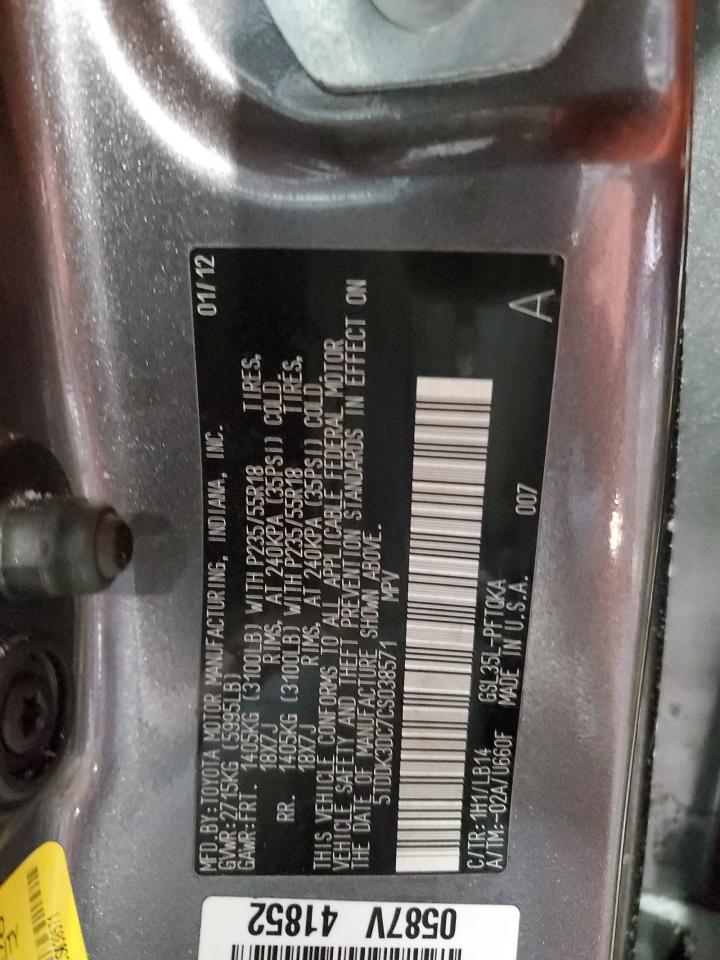 MFD.BY:TOYOTA MOTOR MANUFACTURING, INDIANA, INC. 01/12
GVWR:2715KG (5995LB)
GAWR:FRT. 1405KG (3100LB) WITH P235/55R18 TIRES,
18X7J RIMS, AT 240KPA (35PSI) COLD
RR. 1405KG (3100LB) WITH P235/55R18 TIRES,
18X7J RIMS, AT 240KPA (35PSI) COLD.
THIS VEHICLE CONFORMS TO ALL APPLICABLE FEDERAL MOTOR
VEHICLE SAFETY AND THEFT PREVENTION STANDARDS IN EFFECT ON
THE DATE OF MANUFACTURE SHOWN ABOVE.
5TDDK3DC7CS038571 MPV
A
C/TR:1H1/LB14 GSL35L-PFTQKA
A/TM:-02A/U660F MADE IN U.S.A. 007
0587V 41852